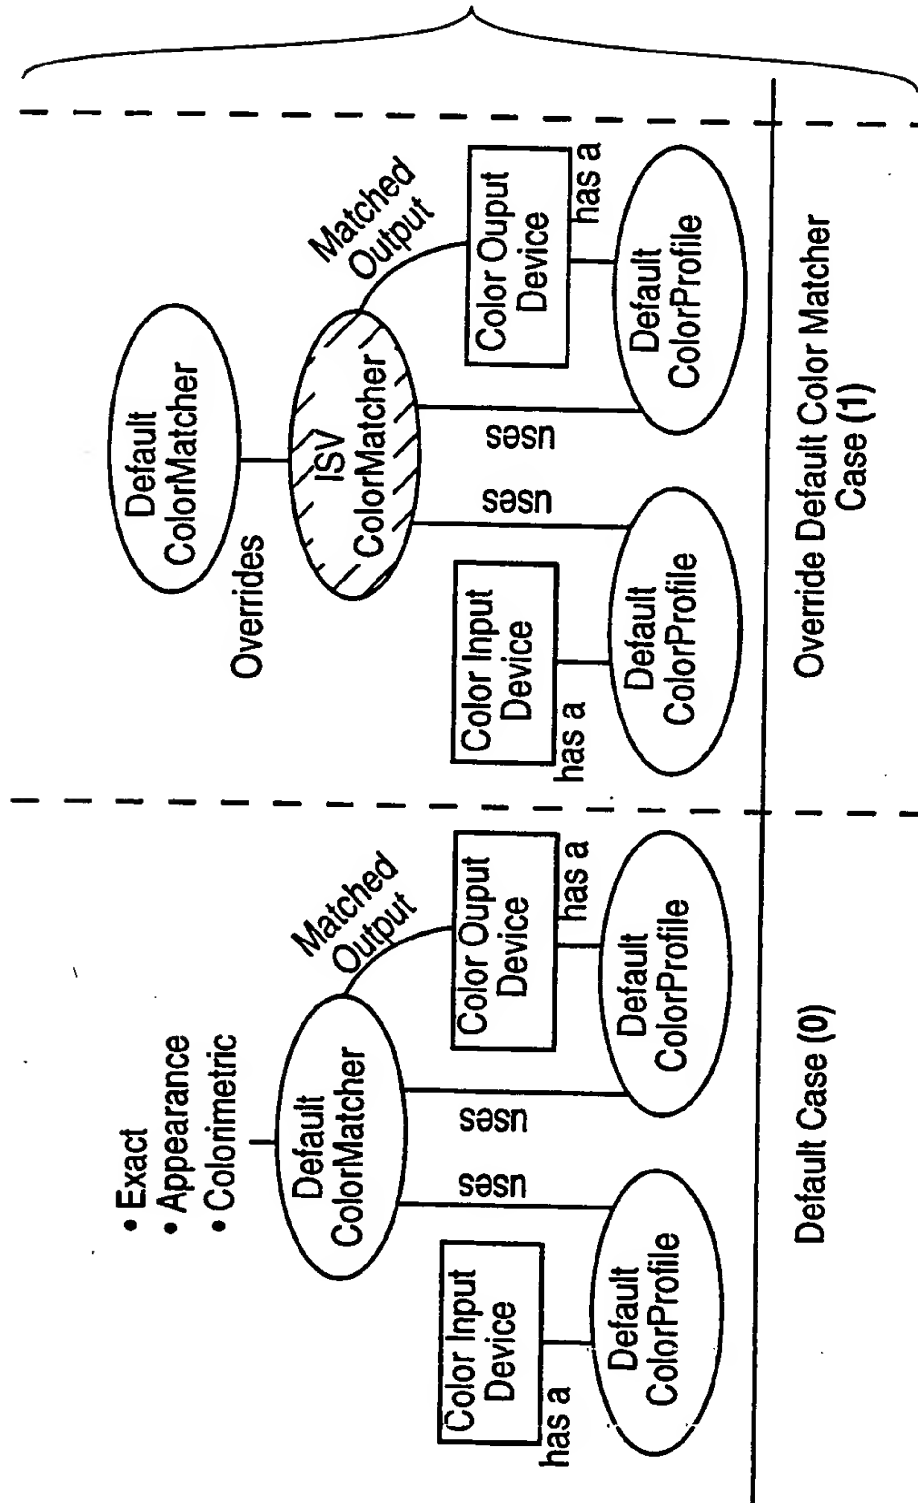 • Exact
• Appearance
• Colorimetric
Default
ColorMatcher
Matched
Output
uses
uses
Color Input
Device
has a
Color Ouput
Device
has a
Default
ColorProfile
Default
ColorProfile
Default Case (0)
Default
ColorMatcher
Overrides
ISV
ColorMatcher
Matched
Output
uses
uses
Color Input
Device
has a
Color Ouput
Device
has a
Default
ColorProfile
Default
ColorProfile
Override Default Color Matcher
Case (1)